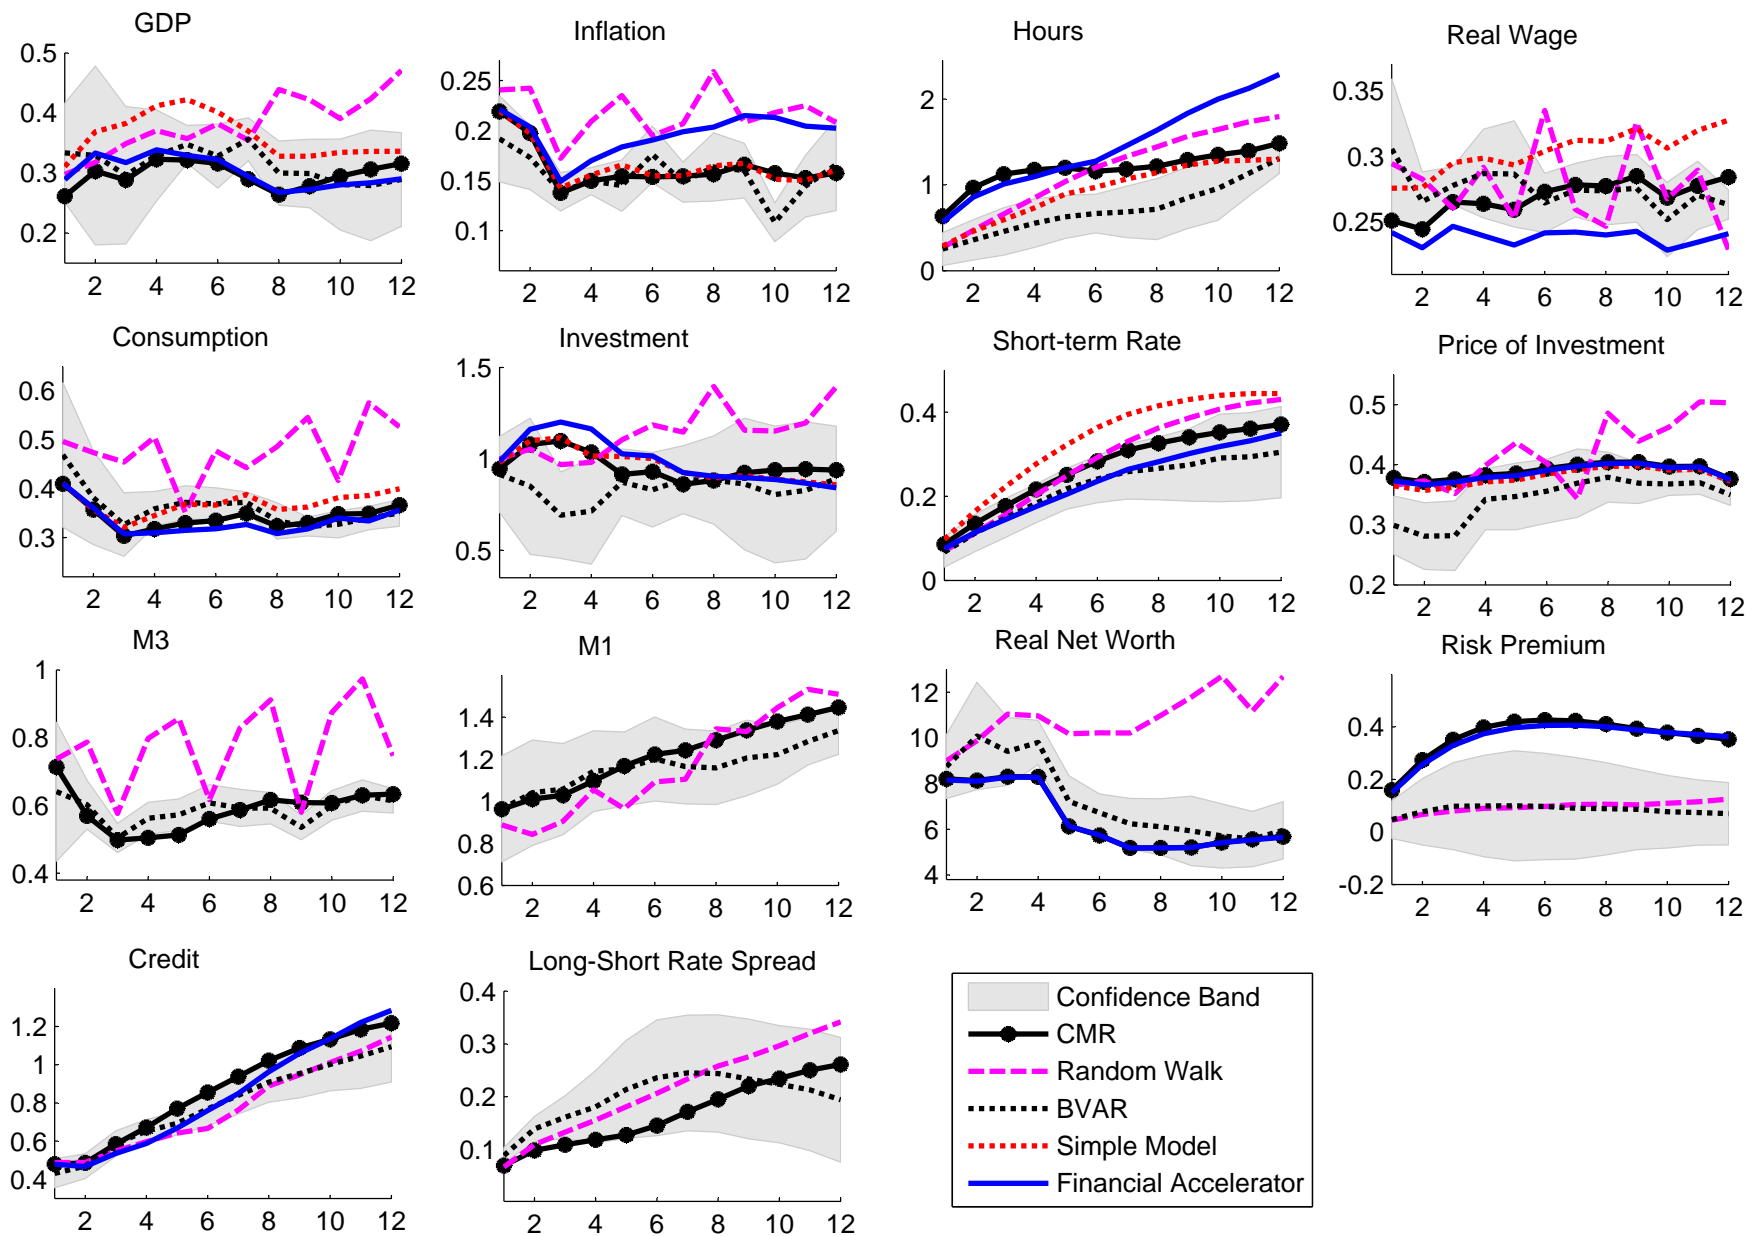 GDP
0.5
0.4
0.3
0.2
2 4 6 8 10 12
Inflation
0.25
0.2
0.15
0.1
2 4 6 8 10 12
Hours
2
1
0
2 4 6 8 10 12
Real Wage
0.35
0.3
0.25
2 4 6 8 10 12
Consumption
0.6
0.5
0.4
0.3
2 4 6 8 10 12
Investment
1.5
1
0.5
2 4 6 8 10 12
Short-term Rate
0.4
0.2
0
2 4 6 8 10 12
Price of Investment
0.5
0.4
0.3
0.2
2 4 6 8 10 12
M3
1
0.8
0.6
0.4
2 4 6 8 10 12
M1
1.4
1.2
1
0.8
0.6
2 4 6 8 10 12
Real Net Worth
12
10
8
6
4
2 4 6 8 10 12
Risk Premium
0.4
0.2
0
-0.2
2 4 6 8 10 12
Credit
1.2
1
0.8
0.6
0.4
2 4 6 8 10 12
Long-Short Rate Spread
0.4
0.3
0.2
0.1
2 4 6 8 10 12
Confidence Band
CMR
Random Walk
BVAR
Simple Model
Financial Accelerator